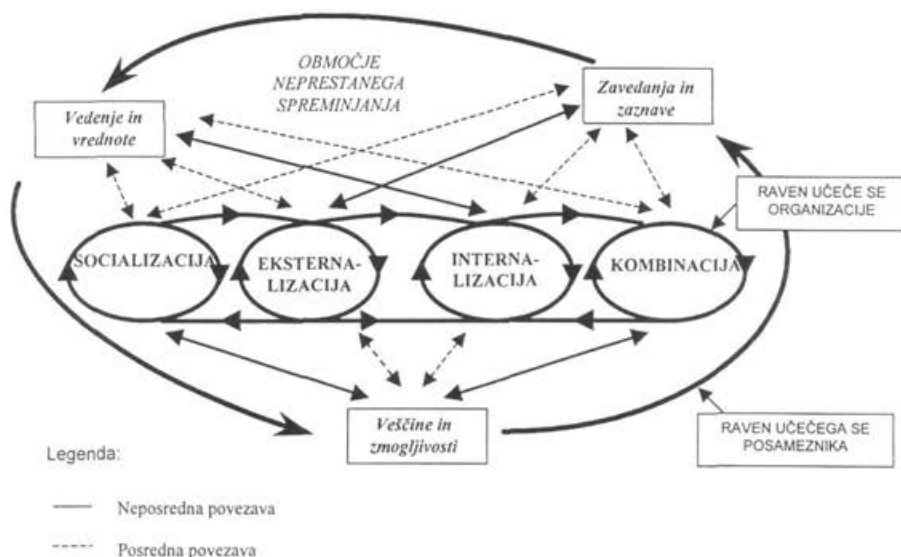 OBMOČJE
NEPRESTANEGA
SPREMINJANJA
Zavedanja in
zaznave
Vedenje in
vrednote
RAVEN UČEČE SE
ORGANIZACIJE
SOCIALIZACIJA
EKSTERNA-
LIZACIJA
INTERNA-
LIZACIJA
KOMBINACIJA
Veščine in
zmogljivosti
RAVEN UČEČEGA SE
POSAMEZNIKA
Legenda:
Neposredna povezava
Posredna povezava